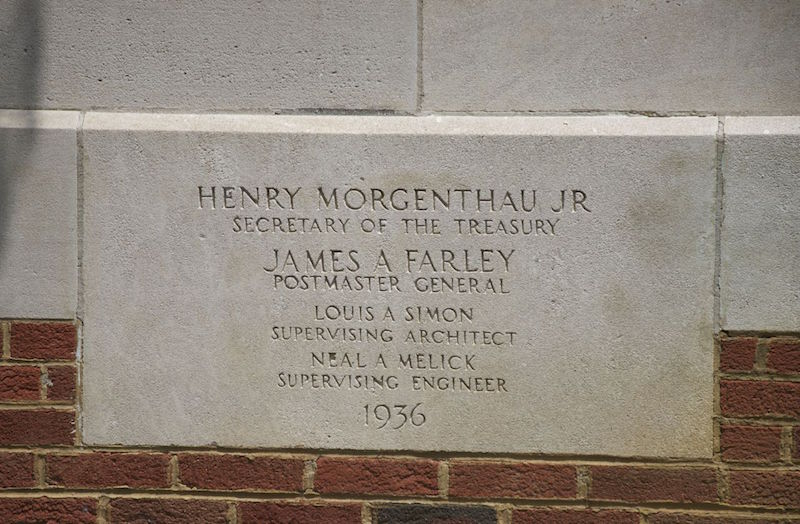 HENRY MORGENTHAU JR
SECRETARY OF THE TREASURY
JAMES A FARLEY
POSTMASTER GENERAL
LOUIS A SIMON
SUPERVISING ARCHITECT
NEAL A MELICK
SUPERVISING ENGINEER
1936